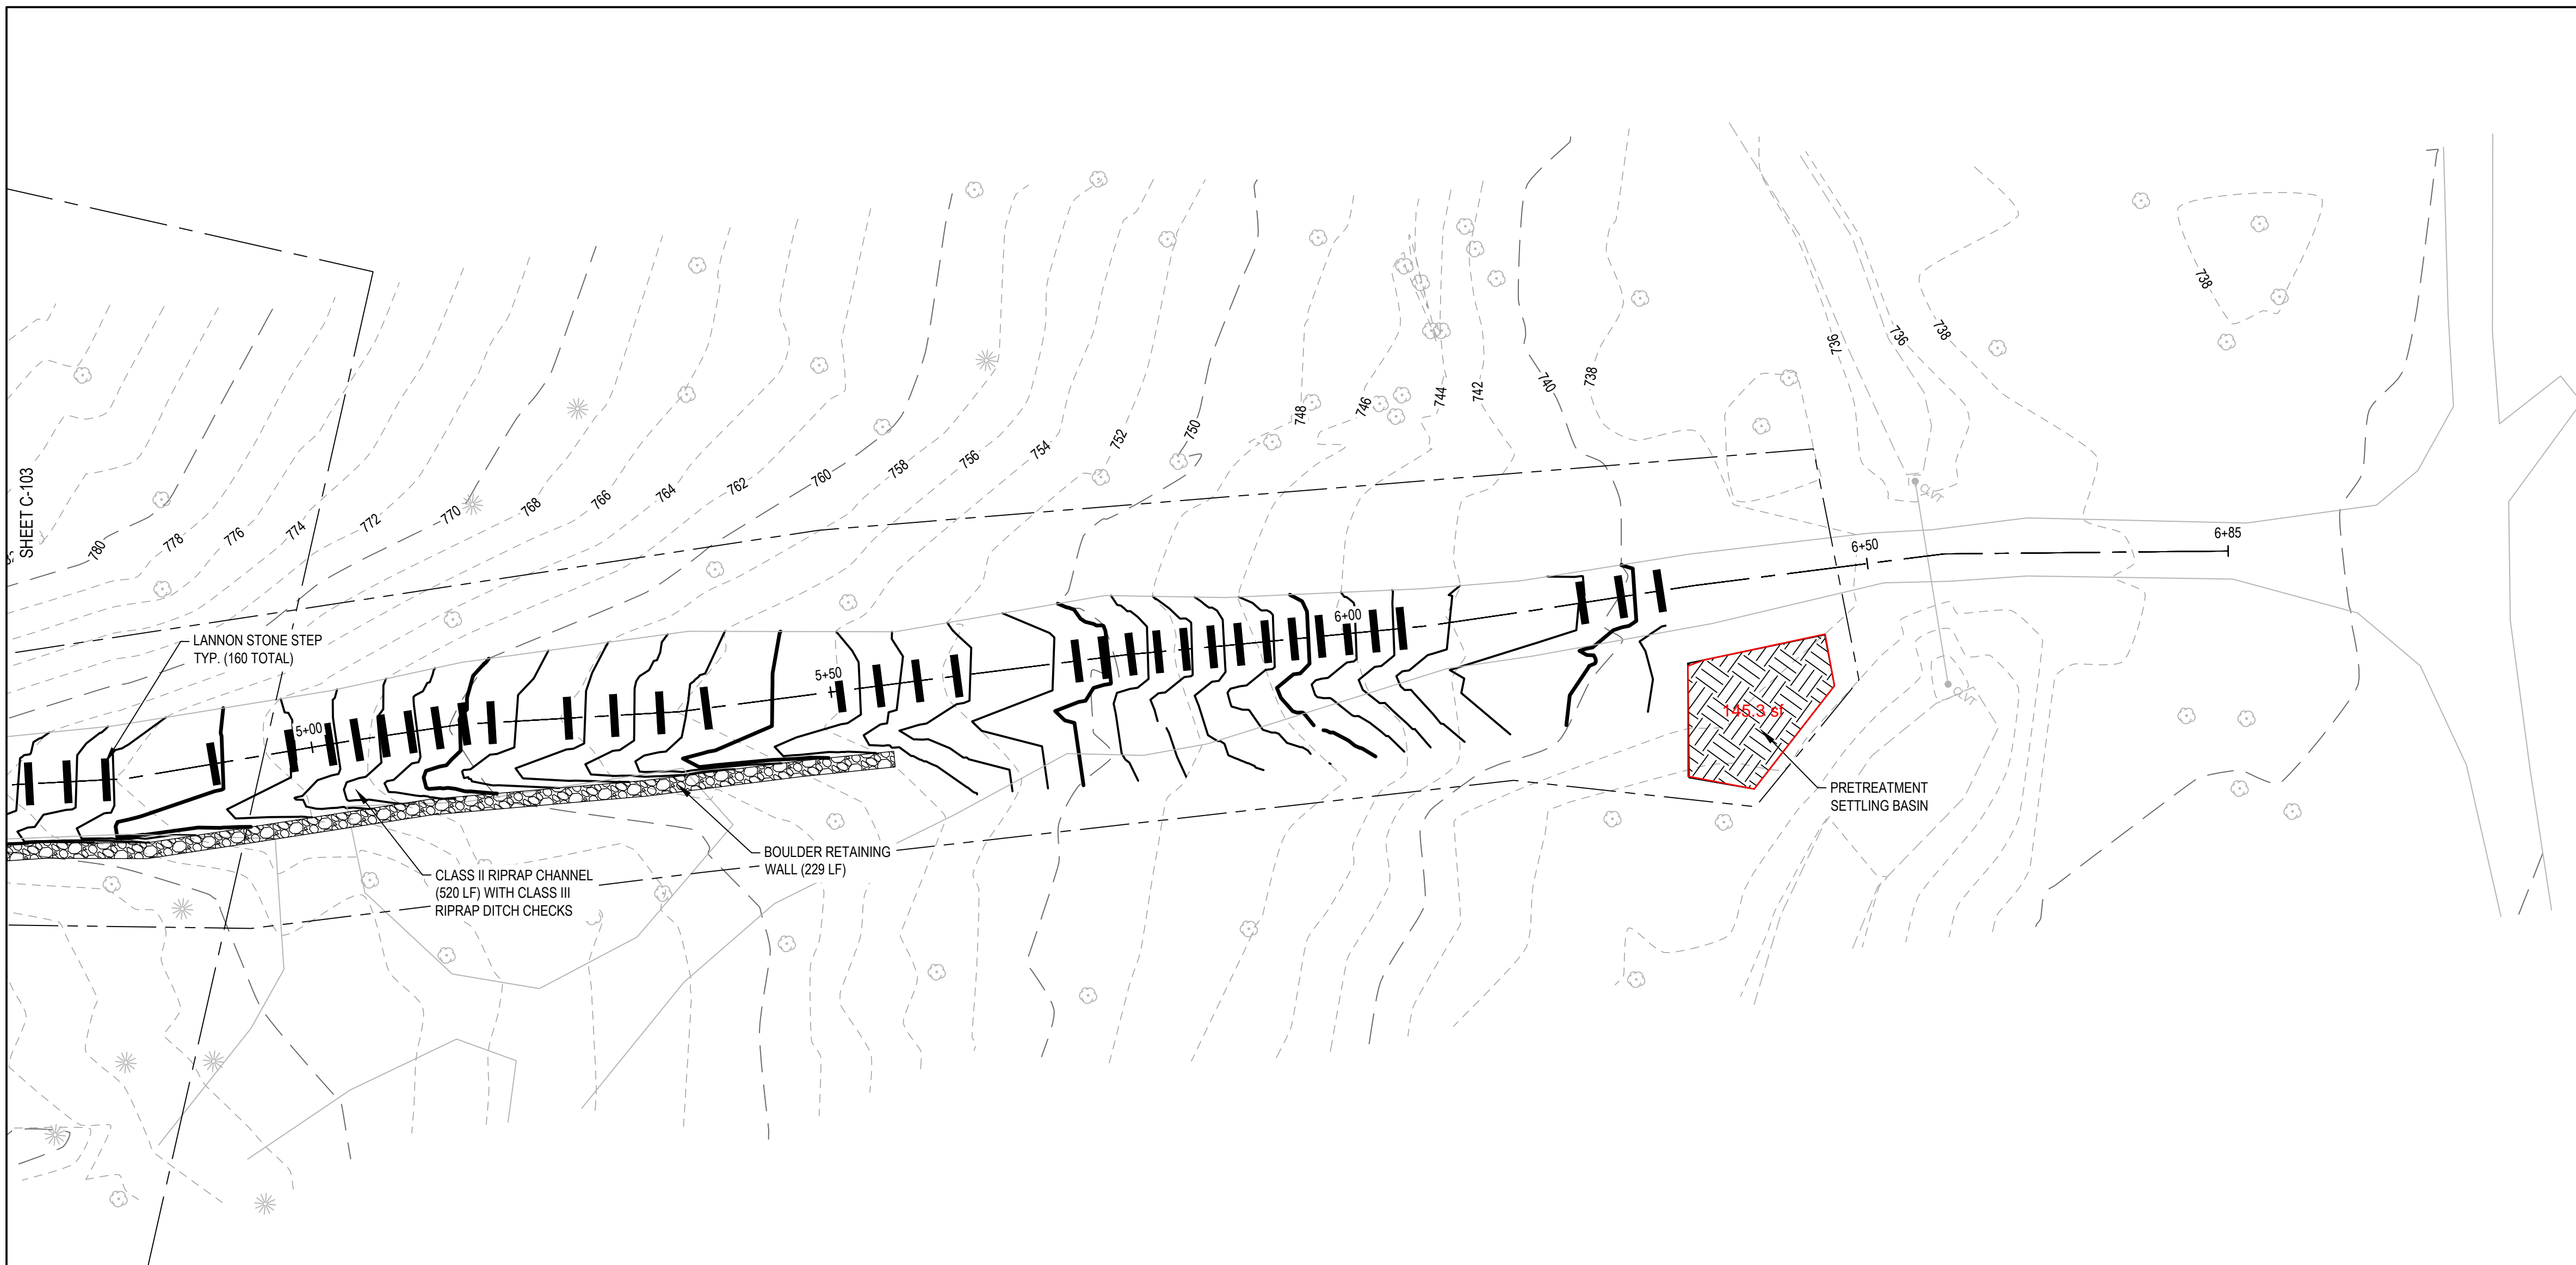 SHEET C-103
780
778
776
774
772
770
768
766
764
762
760
758
756
754
752
750
748
746
744
742
740
738
736
736
738
738
CLVT
CLVT
LANNON STONE STEP
TYP. (160 TOTAL)
5+00
5+50
6+00
6+50
6+85
145.3 sf
PRETREATMENT
SETTLING BASIN
BOULDER RETAINING
WALL (229 LF)
CLASS II RIPRAP CHANNEL
(520 LF) WITH CLASS III
RIPRAP DITCH CHECKS